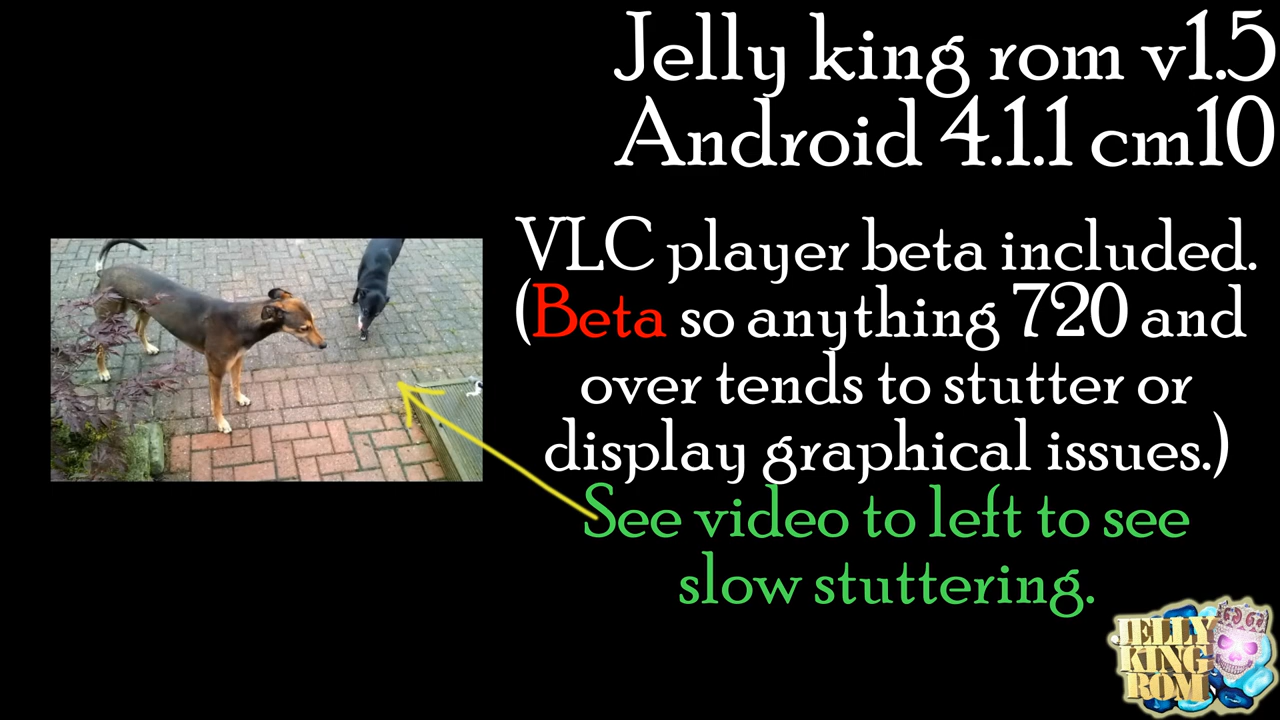 Jelly king rom v1.5
Android 4.1.1 cm10
VLC player beta included.
(Beta so anything 720 and
over tends to stutter or
display graphical issues.)
See video to left to see
slow stuttering.
JELLY
KING
ROM